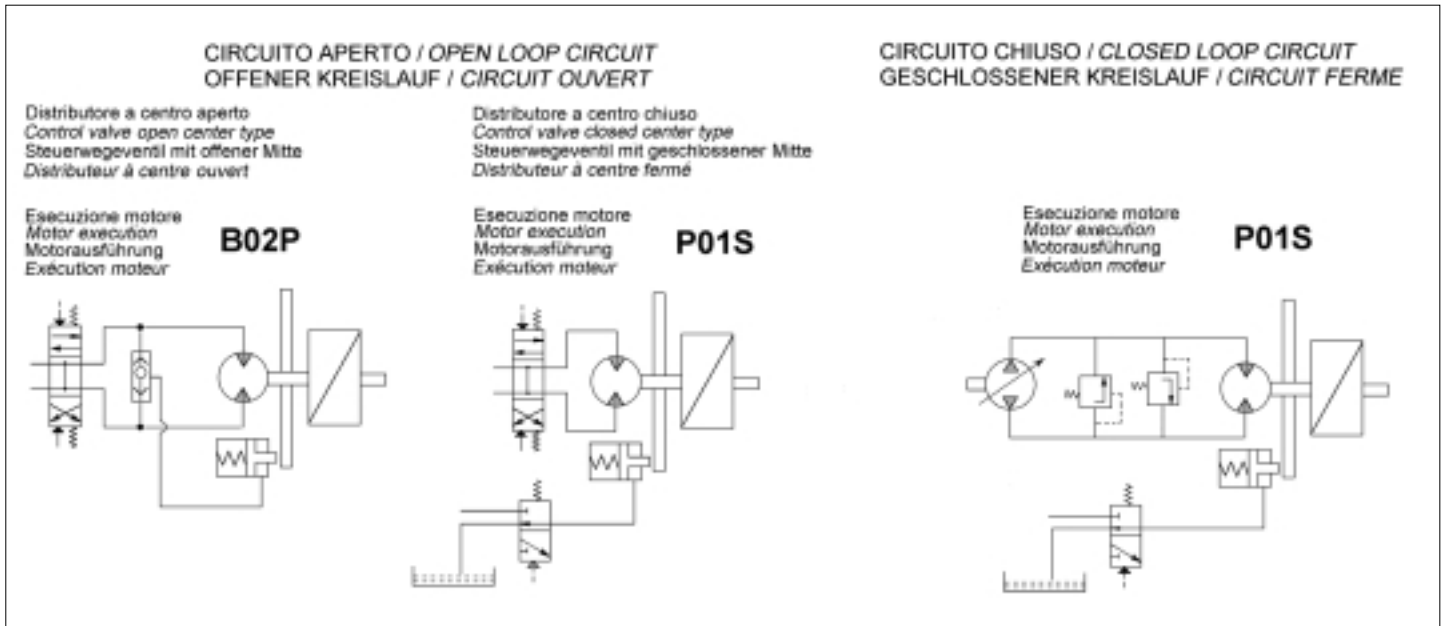 CIRCUITO APERTO / OPEN LOOP CIRCUIT
OFFENER KREISLAUF / CIRCUIT OUVERT
Distributore a centro aperto
Control valve open center type
Steuerwegeventil mit offener Mitte
Distributeur à centre ouvert
Esecuzione motore
Motor execution
Motorausführung
Exécution moteur
B02P
Distributore a centro chiuso
Control valve closed center type
Steuerwegeventil mit geschlossener Mitte
Distributeur à centre fermé
Esecuzione motore
Motor execution
Motorausführung
Exécution moteur
P01S
CIRCUITO CHIUSO / CLOSED LOOP CIRCUIT
GESCHLOSSENER KREISLAUF / CIRCUIT FERME
Esecuzione motore
Motor execution
Motorausführung
Exécution moteur
P01S